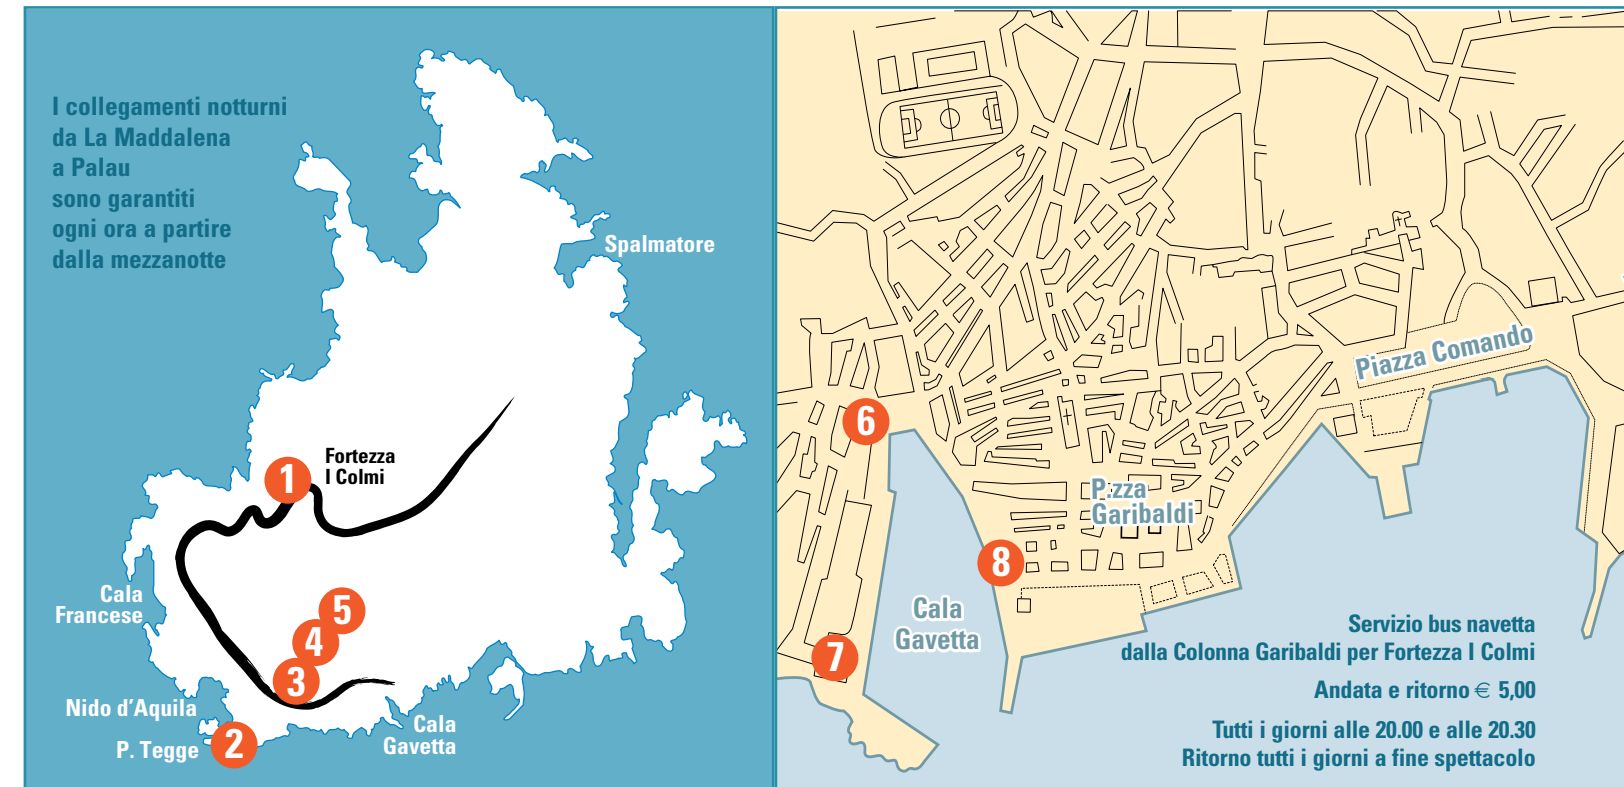 I collegamenti notturni
da La Maddalena
a Palau
sono garantiti
ogni ora a partire
dalla mezzanotte
Spalmatore
Fortezza
I Colmi
1
Cala
Francese
5
4
3
Nido d'Aquila
P. Tegge
2
Cala
Gavetta
Piazza Comando
6
P.zza
Garibaldi
8
Cala
Gavetta
7
Servizio bus navetta
dalla Colonna Garibaldi per Fortezza I Colmi
Andata e ritorno € 5,00
Tutti i giorni alle 20.00 e alle 20.30
Ritorno tutti i giorni a fine spettacolo